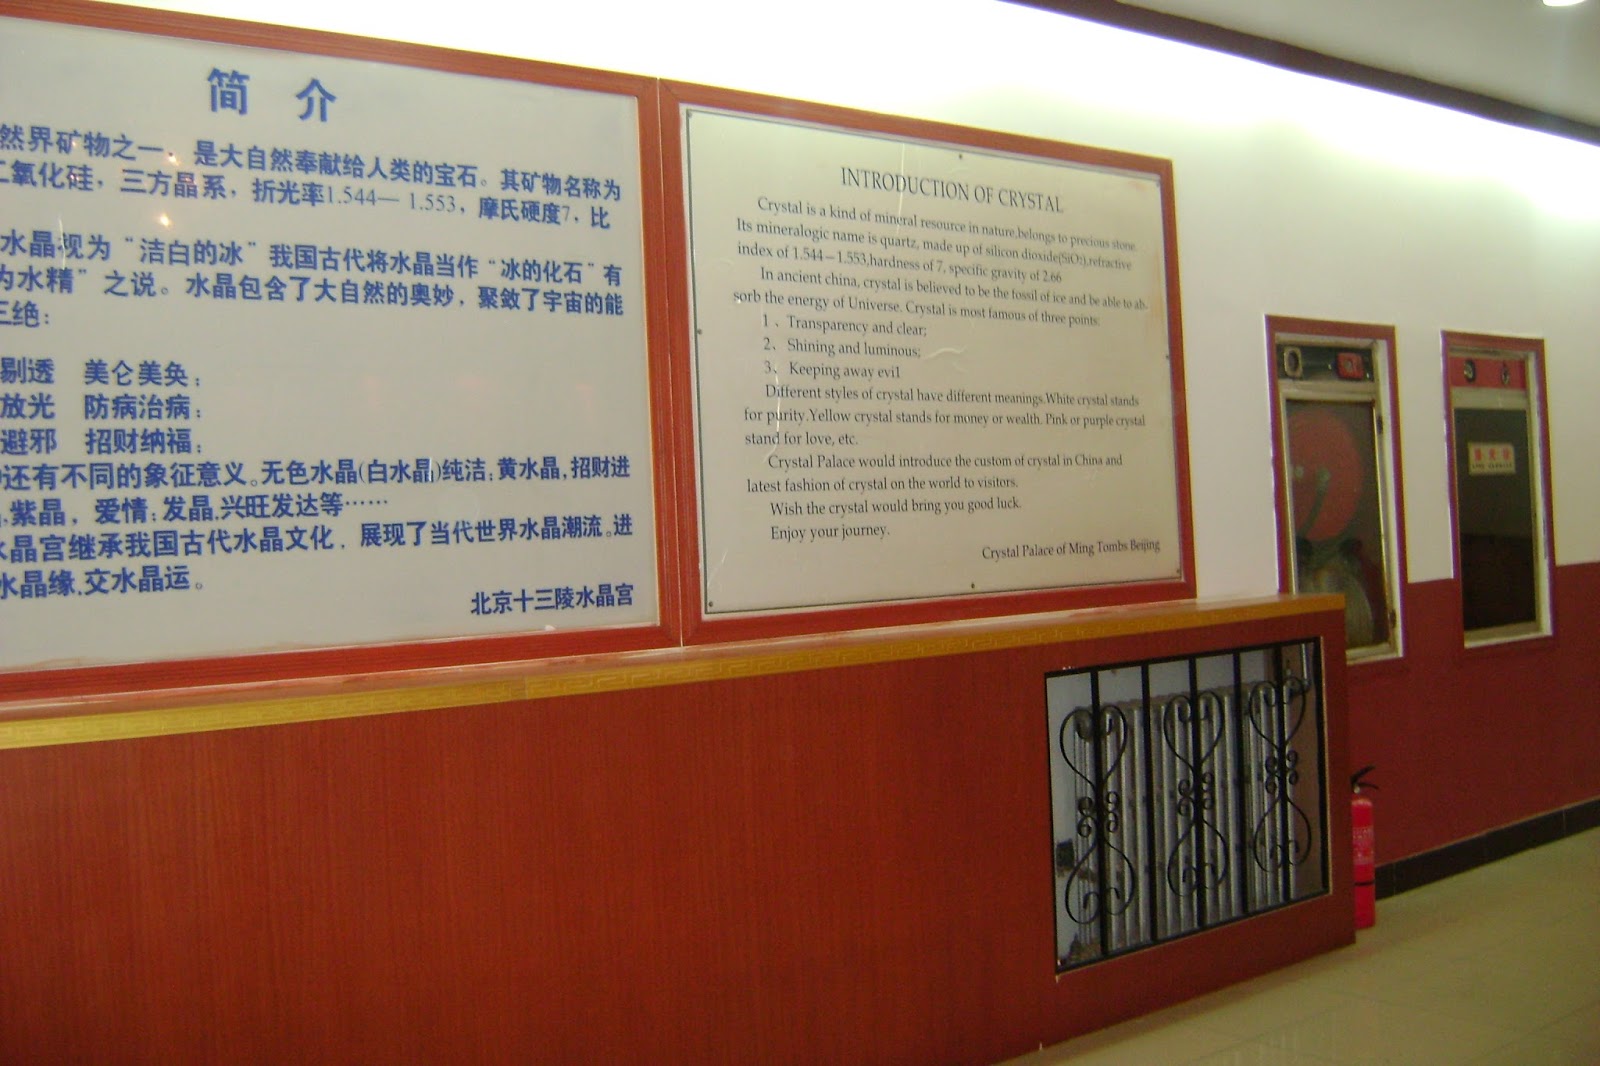 简 介
然界矿物之一，是大自然奉献给人类的宝石。其矿物名称为
二氧化硅，三方晶系，折光率1.544—1.553，摩氏硬度7，比
水晶视为“洁白的冰”我国古代将水晶当作“冰的化石”有
为水精”之说。水晶包含了大自然的奥妙，聚敛了宇宙的能
三绝：
剔透 美仑美奂；
放光 防病治病；
避邪 招财纳福；
还有不同的象征意义。无色水晶(白水晶)纯洁；黄水晶，招财进
紫晶，爱情；发晶，兴旺发达等……
水晶宫继承我国古代水晶文化，展现了当代世界水晶潮流。进
水晶缘，交水晶运。
北京十三陵水晶宫
INTRODUCTION OF CRYSTAL
Crystal is a kind of mineral resource in nature,belongs to precious stone.
Its mineralogic name is quartz, made up of silicon dioxide(SiO2),refractive
index of 1.544—1.553,hardness of 7, specific gravity of 2.66
In ancient china, crystal is believed to be the fossil of ice and be able to ab-
sorb the energy of Universe. Crystal is most famous of three points:
1、Transparency and clear;
2、Shining and luminous;
3、Keeping away evil
Different styles of crystal have different meanings.White crystal stands
for purity.Yellow crystal stands for money or wealth. Pink or purple crystal
stand for love, etc.
Crystal Palace would introduce the custom of crystal in China and
latest fashion of crystal on the world to visitors.
Wish the crystal would bring you good luck.
Enjoy your journey.
Crystal Palace of Ming Tombs Beijing